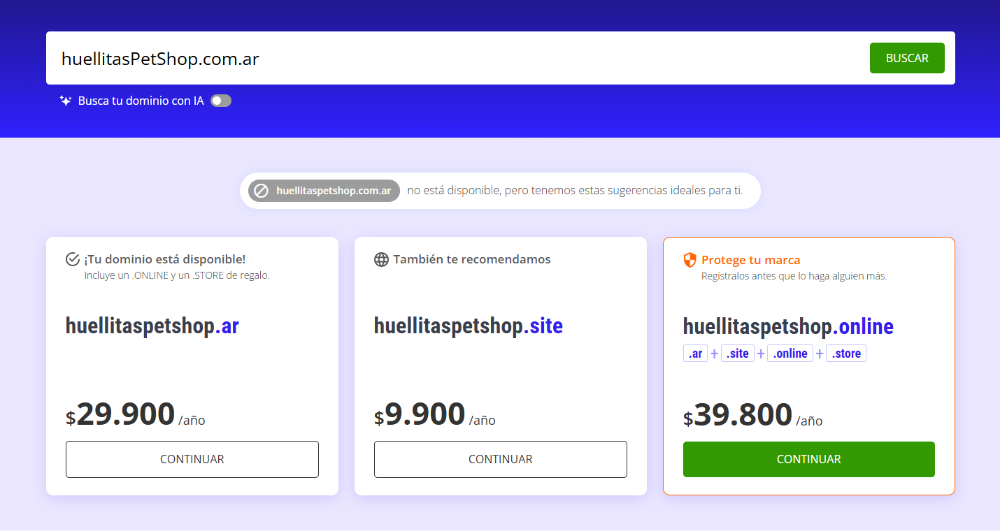 huellitasPetShop.com.ar
BUSCAR
Busca tu dominio con IA
huellitaspetshop.com.ar no está disponible, pero tenemos estas sugerencias ideales para ti.
¡Tu dominio está disponible!
Incluye un .ONLINE y un .STORE de regalo.
huellitaspetshop.ar
$29.900 /año
CONTINUAR
También te recomendamos
huellitaspetshop.site
$9.900 /año
CONTINUAR
Protege tu marca
Regístralos antes que lo haga alguien más.
huellitaspetshop.online
.ar + .site + .online + .store
$39.800 /año
CONTINUAR